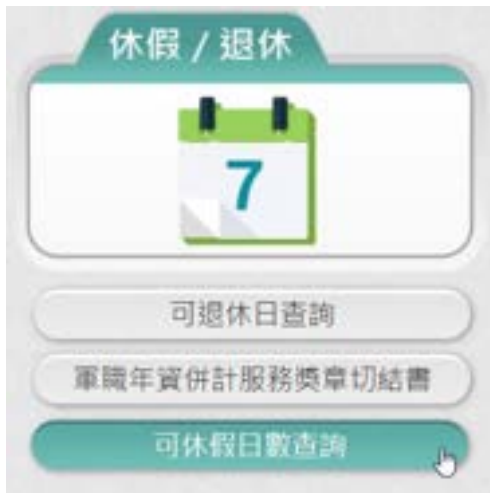 休假 / 退休
7
可退休日查詢
軍職年資併計服務獎章切結書
可休假日數查詢